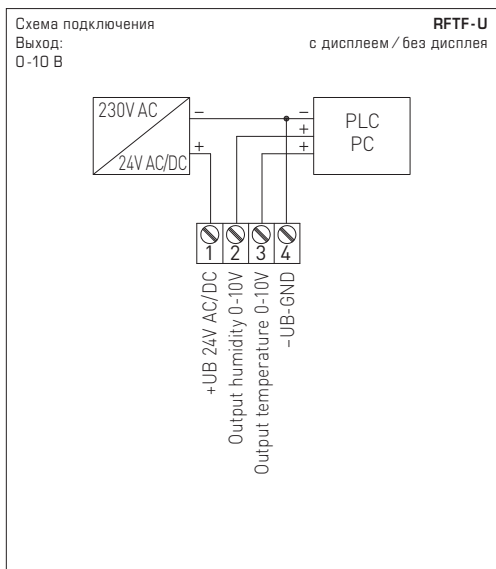 Схема подключения
Выход:
0-10 В
RFTF-U
с дисплеем / без дисплея
230V AC
24V AC/DC
−
+
−
+
+
PLC
PC
1
2
3
4
+UB 24V AC/DC
Output humidity 0-10V
Output temperature 0-10V
−UB-GND